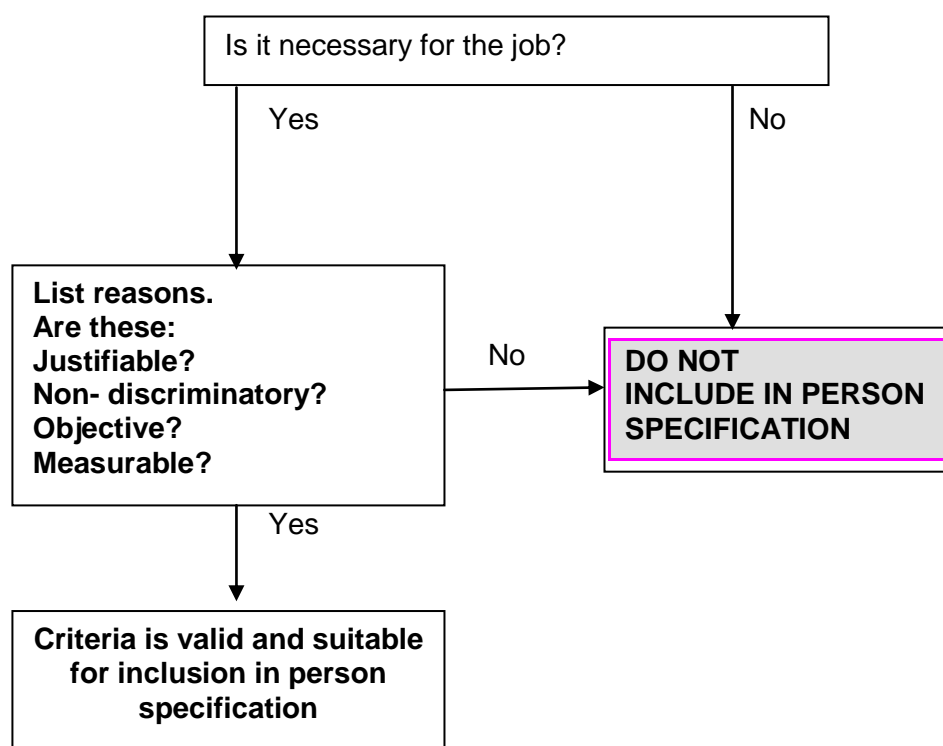 Is it necessary for the job?
Yes
No
List reasons.
Are these:
Justifiable?
Non- discriminatory?
Objective?
Measurable?
No
DO NOT
INCLUDE IN PERSON
SPECIFICATION
Yes
Criteria is valid and suitable
for inclusion in person
specification